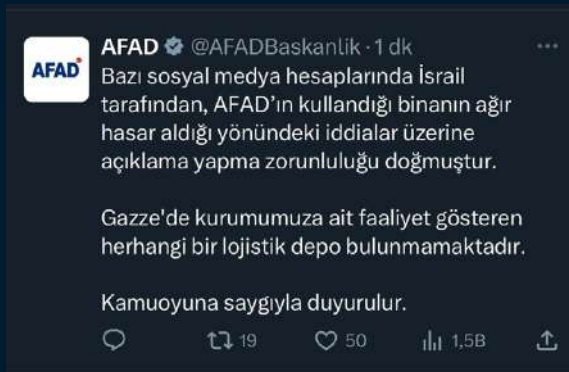 AFAD @AFADBaskanlik · 1 dk
AFAD
Bazı sosyal medya hesaplarında İsrail
tarafından, AFAD’ın kullandığı binanın ağır
hasar aldığı yönündeki iddialar üzerine
açıklama yapma zorunluluğu doğmuştur.
Gazze'de kurumumuza ait faaliyet gösteren
herhangi bir lojistik depo bulunmamaktadır.
Kamuoyuna saygıyla duyurulur.
19 50 1,5B